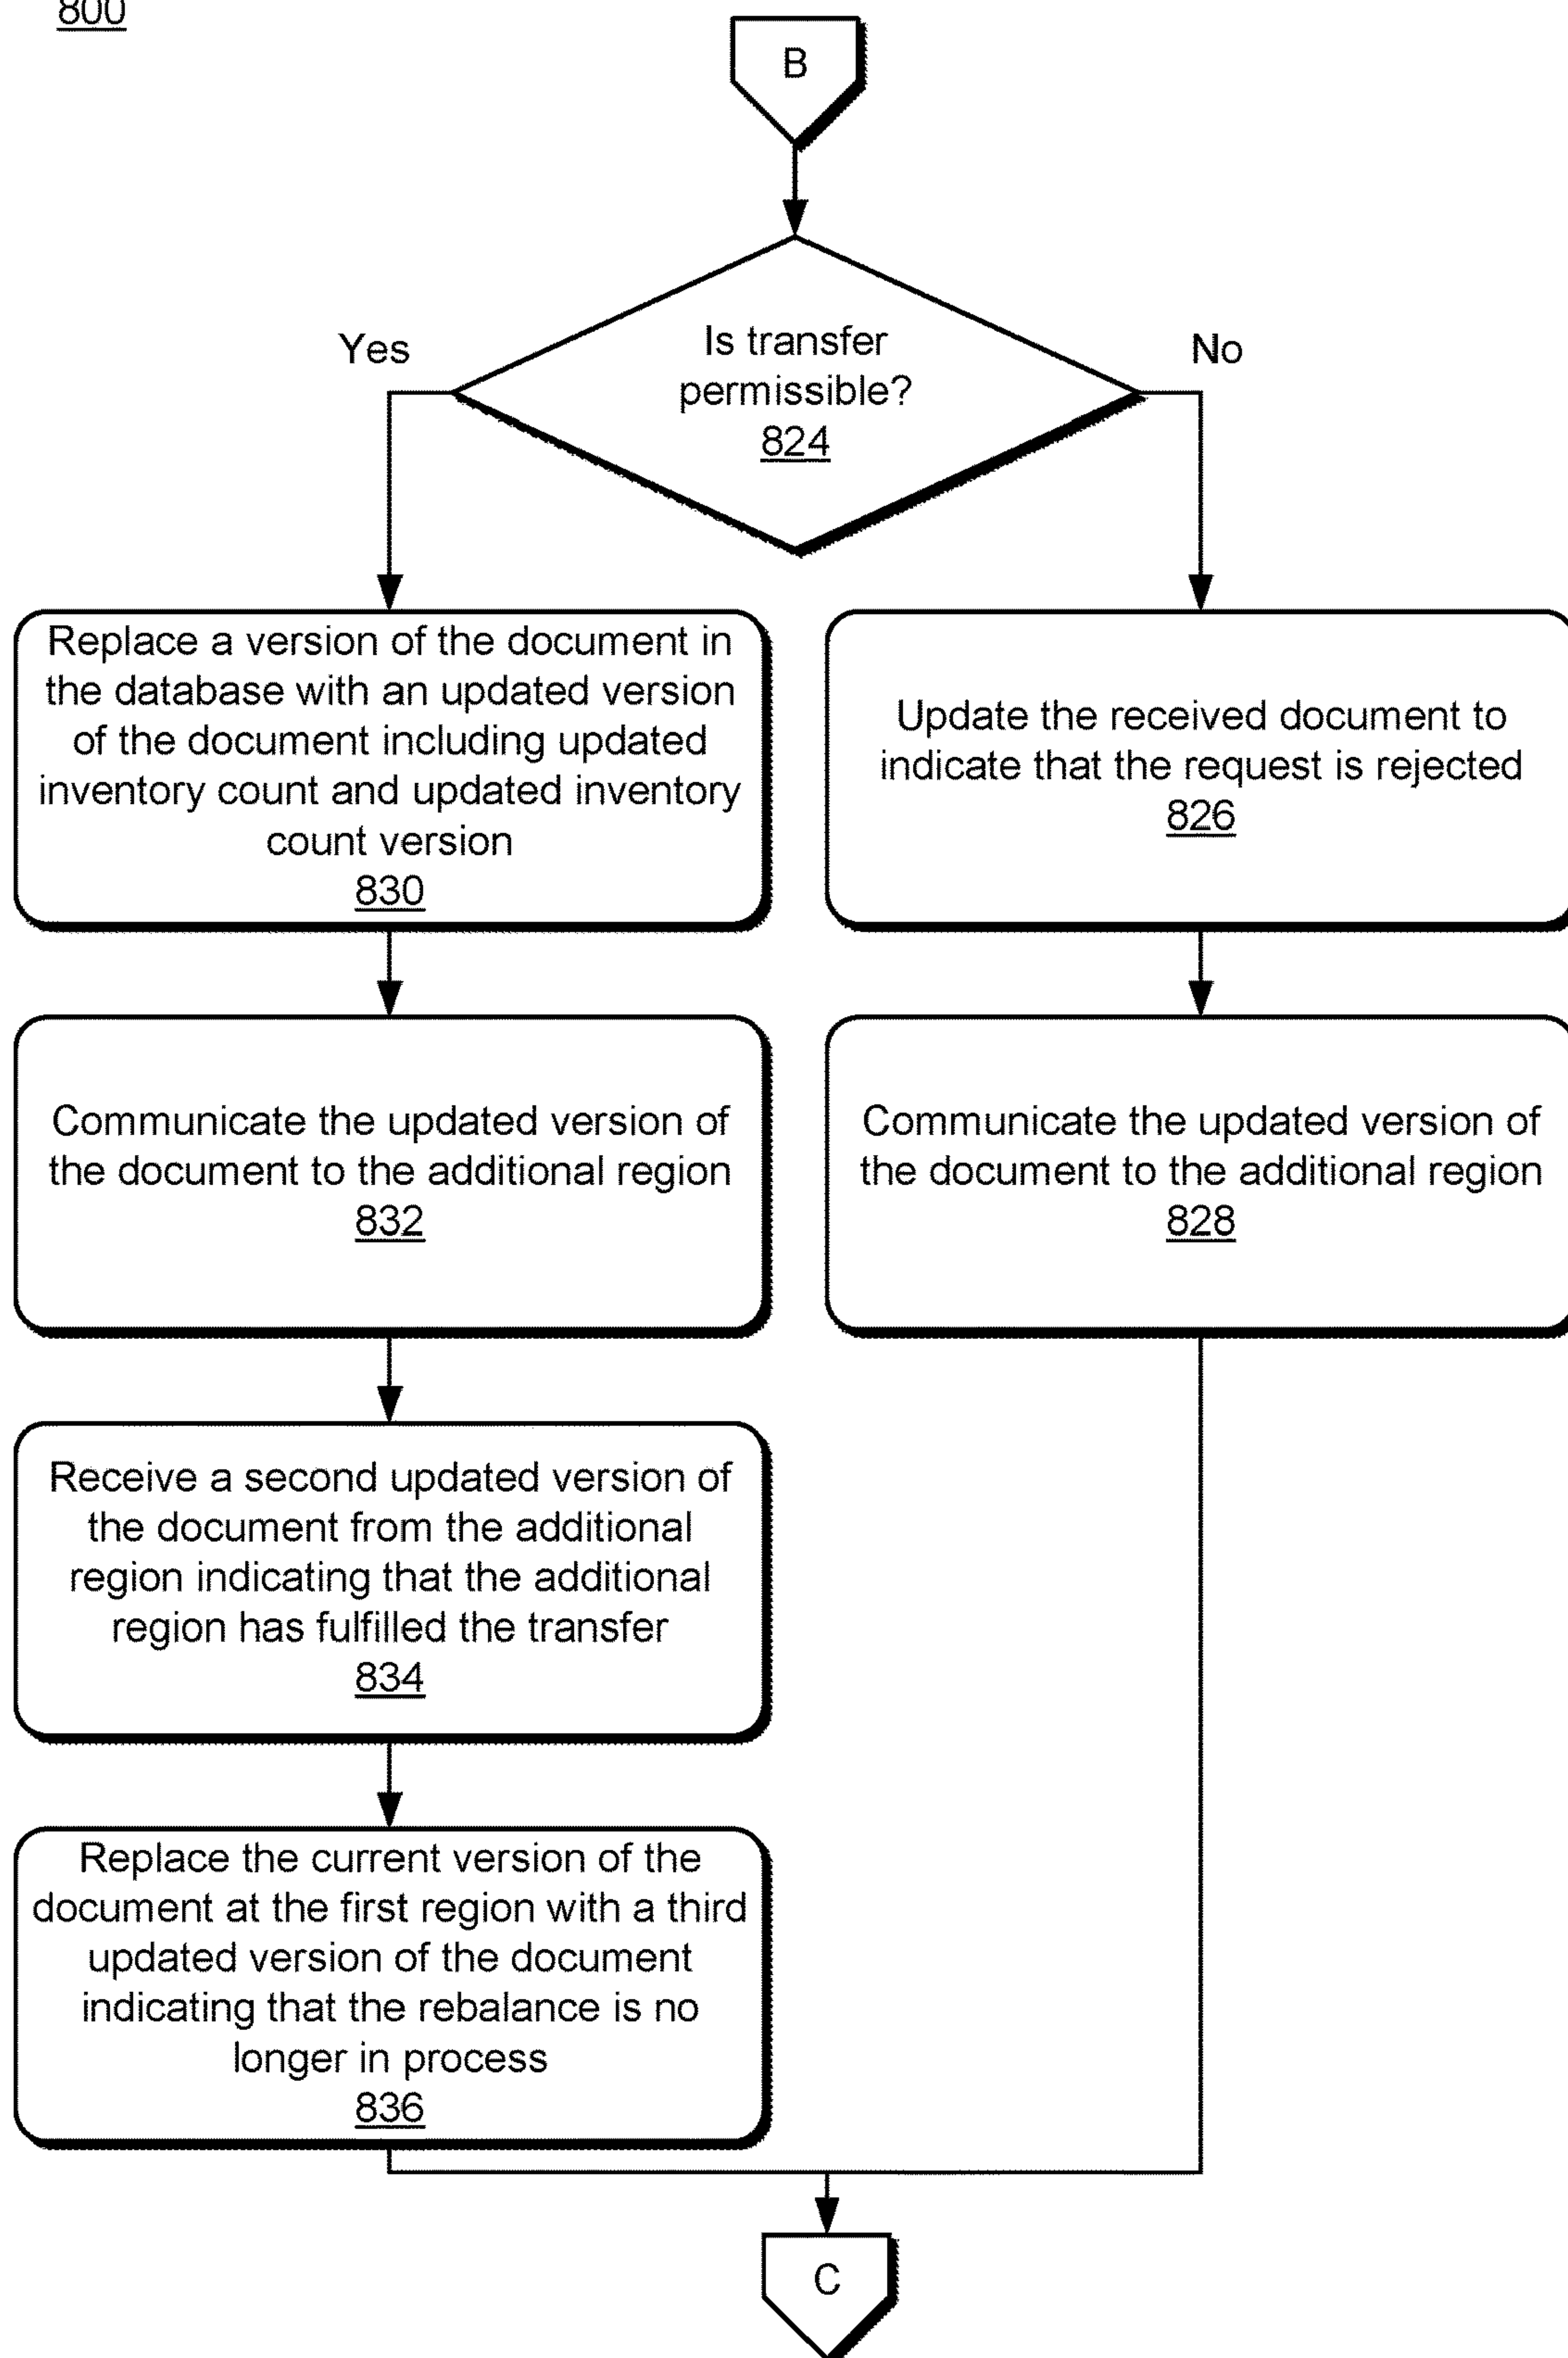 800
B
Is transfer
permissible?
824
Yes
No
Replace a version of the document in
the database with an updated version
of the document including updated
inventory count and updated inventory
count version
830
Update the received document to
indicate that the request is rejected
826
Communicate the updated version of
the document to the additional region
832
Communicate the updated version of
the document to the additional region
828
Receive a second updated version of
the document from the additional
region indicating that the additional
region has fulfilled the transfer
834
Replace the current version of the
document at the first region with a third
updated version of the document
indicating that the rebalance is no
longer in process
836
C